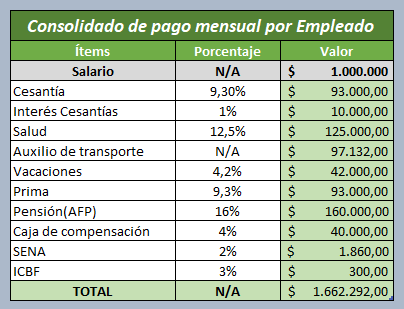 Consolidado de pago mensual por Empleado
Ítems Porcentaje Valor
Salario N/A $ 1.000.000
Cesantía 9,30% $ 93.000,00
Interés Cesantías 1% $ 10.000,00
Salud 12,5% $ 125.000,00
Auxilio de transporte N/A $ 97.132,00
Vacaciones 4,2% $ 42.000,00
Prima 9,3% $ 93.000,00
Pensión(AFP) 16% $ 160.000,00
Caja de compensación 4% $ 40.000,00
SENA 2% $ 1.860,00
ICBF 3% $ 300,00
TOTAL N/A $ 1.662.292,00